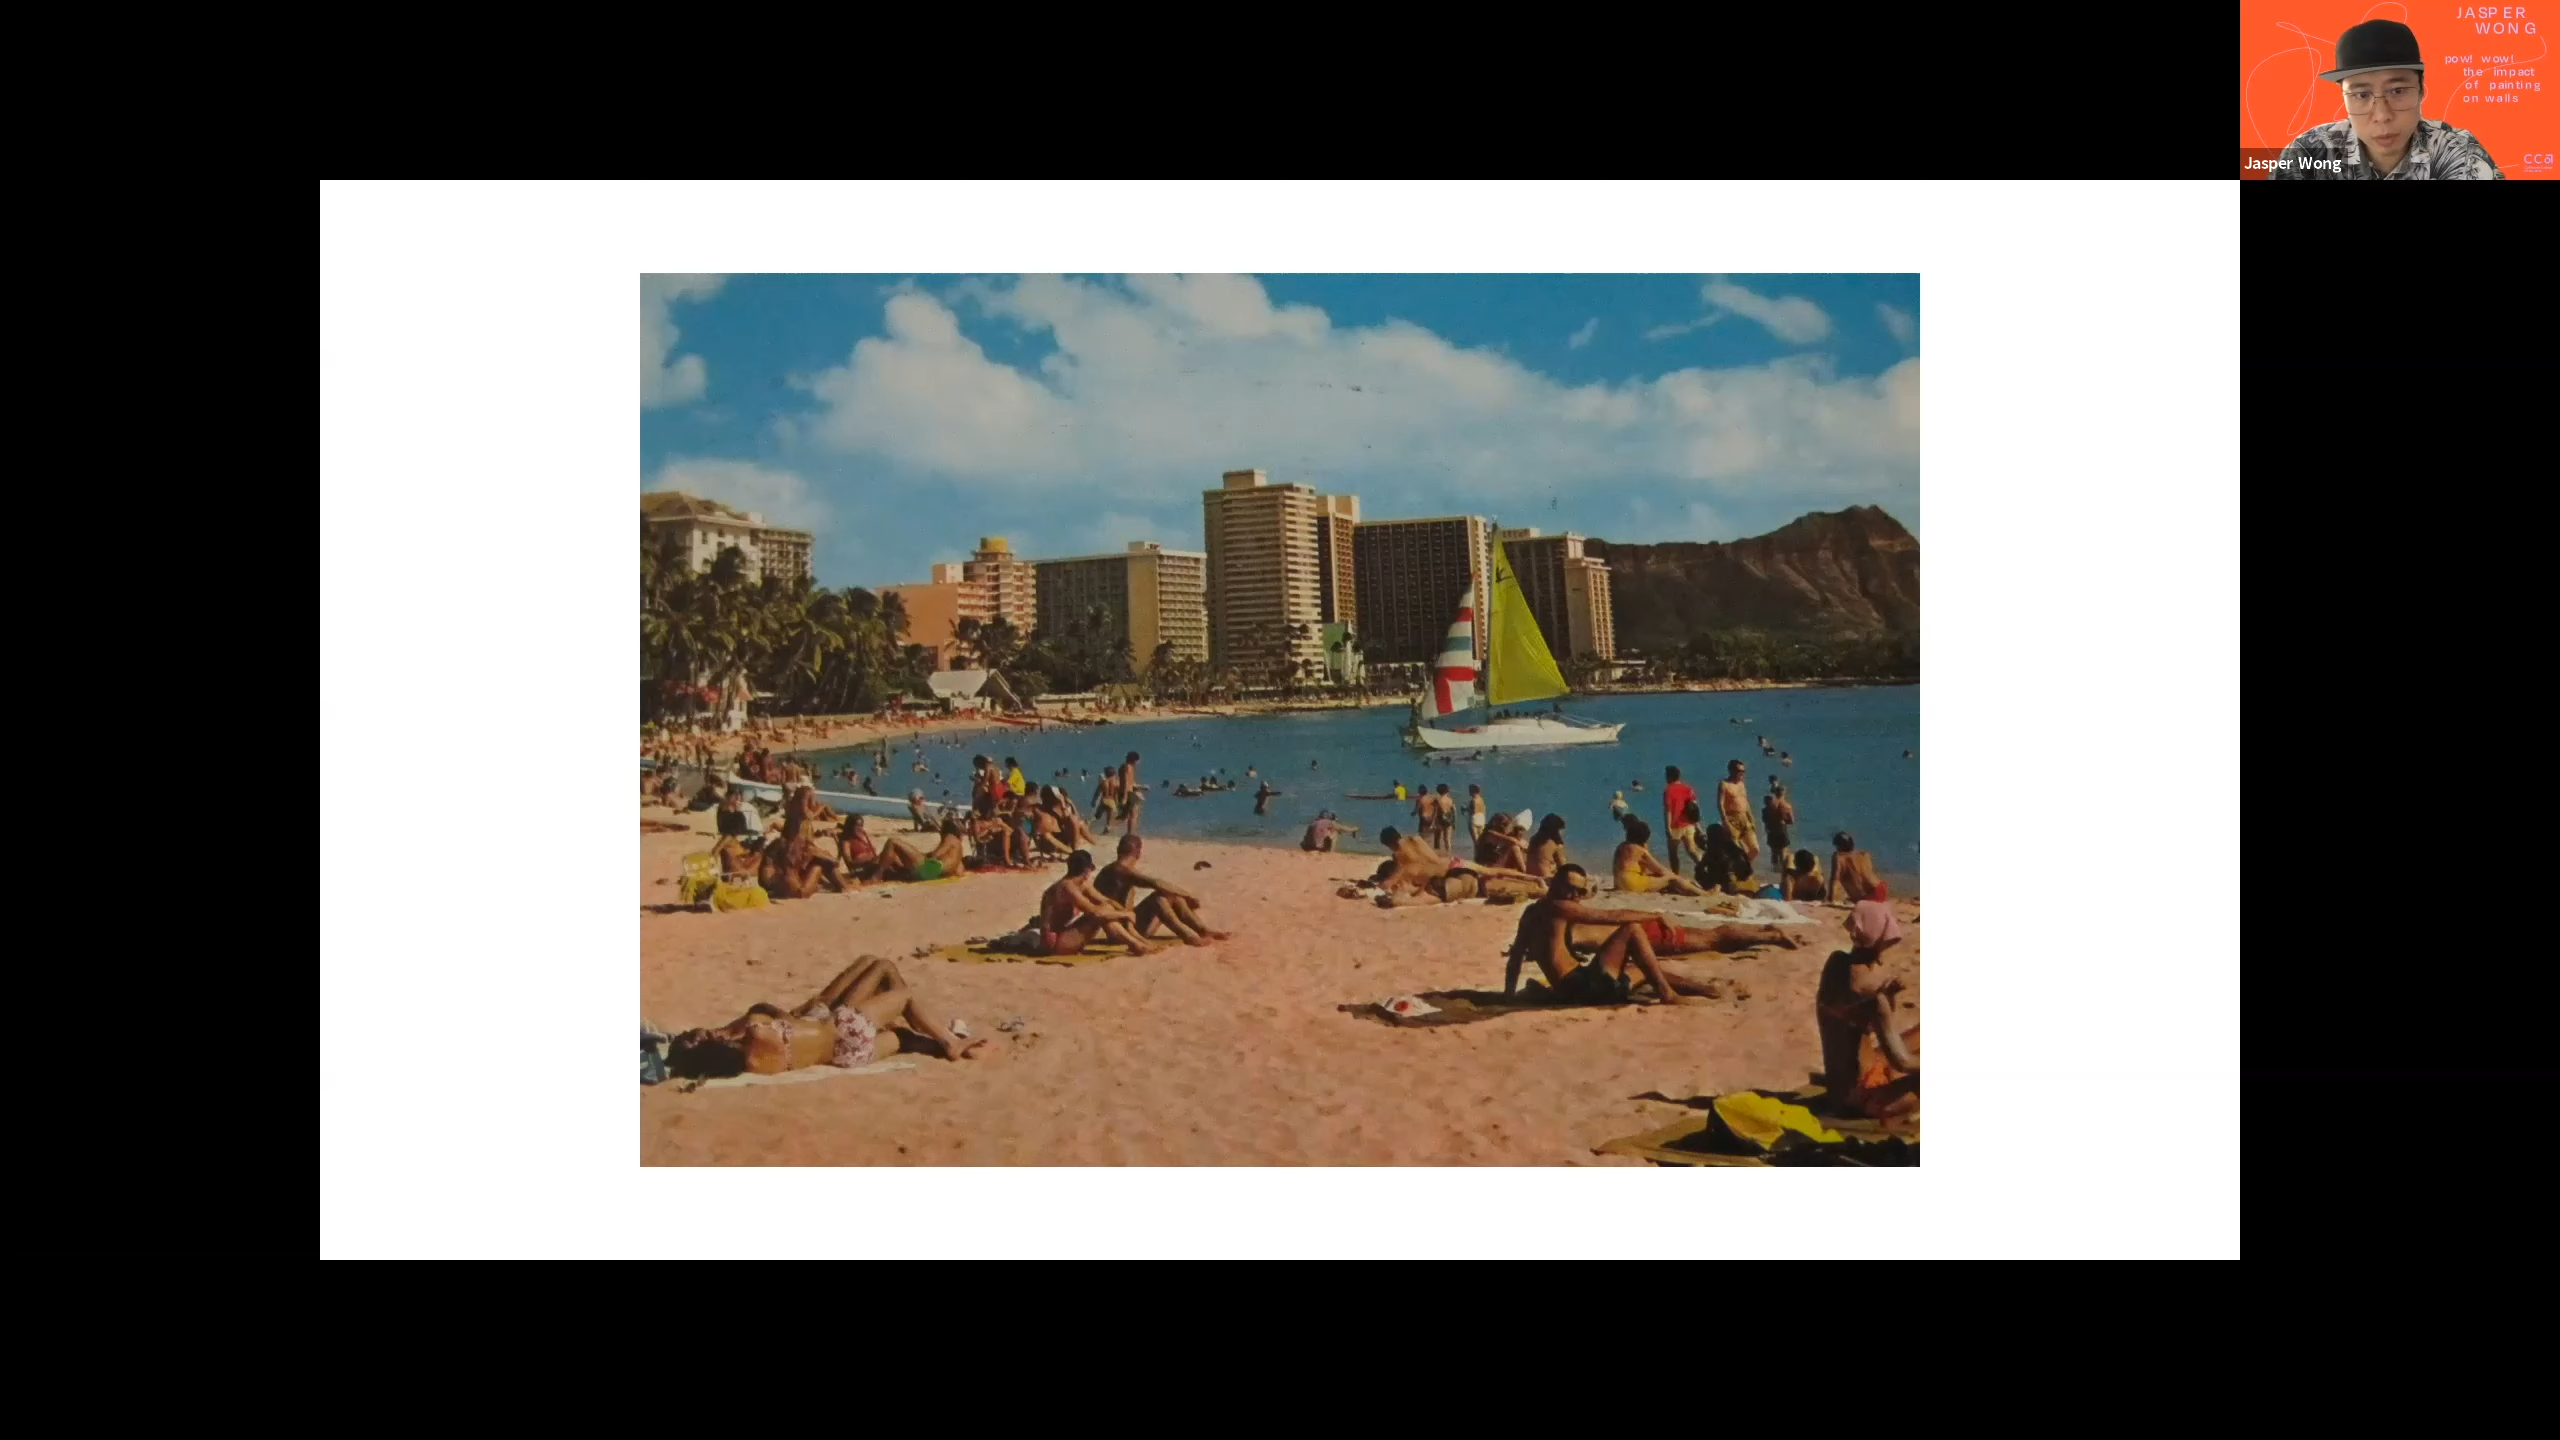 JASPER
WONG
pow! wow!
the impact
of painting
on walls
Jasper Wong
CCa